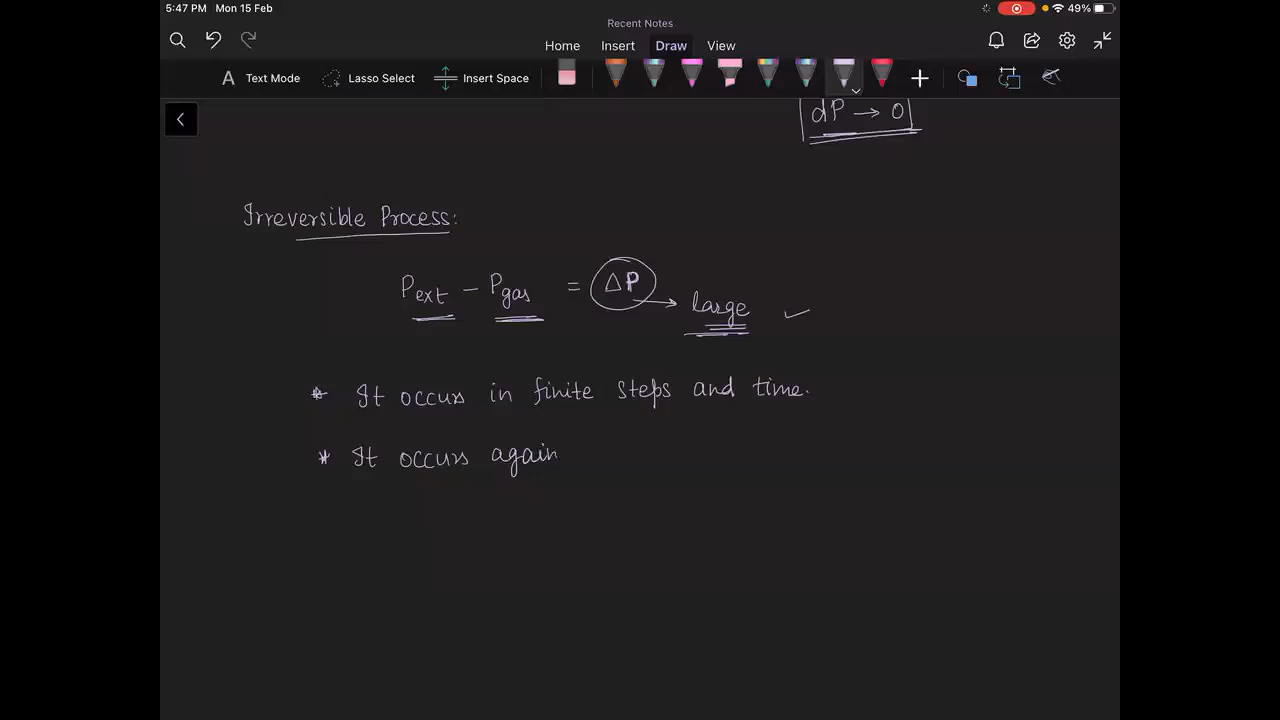 5:47 PM Mon 15 Feb
49%
Recent Notes
Home Insert Draw View
Text Mode Lasso Select Insert Space
dP → 0
Irreversible Process:
Pext - Pgas = ΔP → large ✓
* It occurs in finite steps and time.
* It occurs again